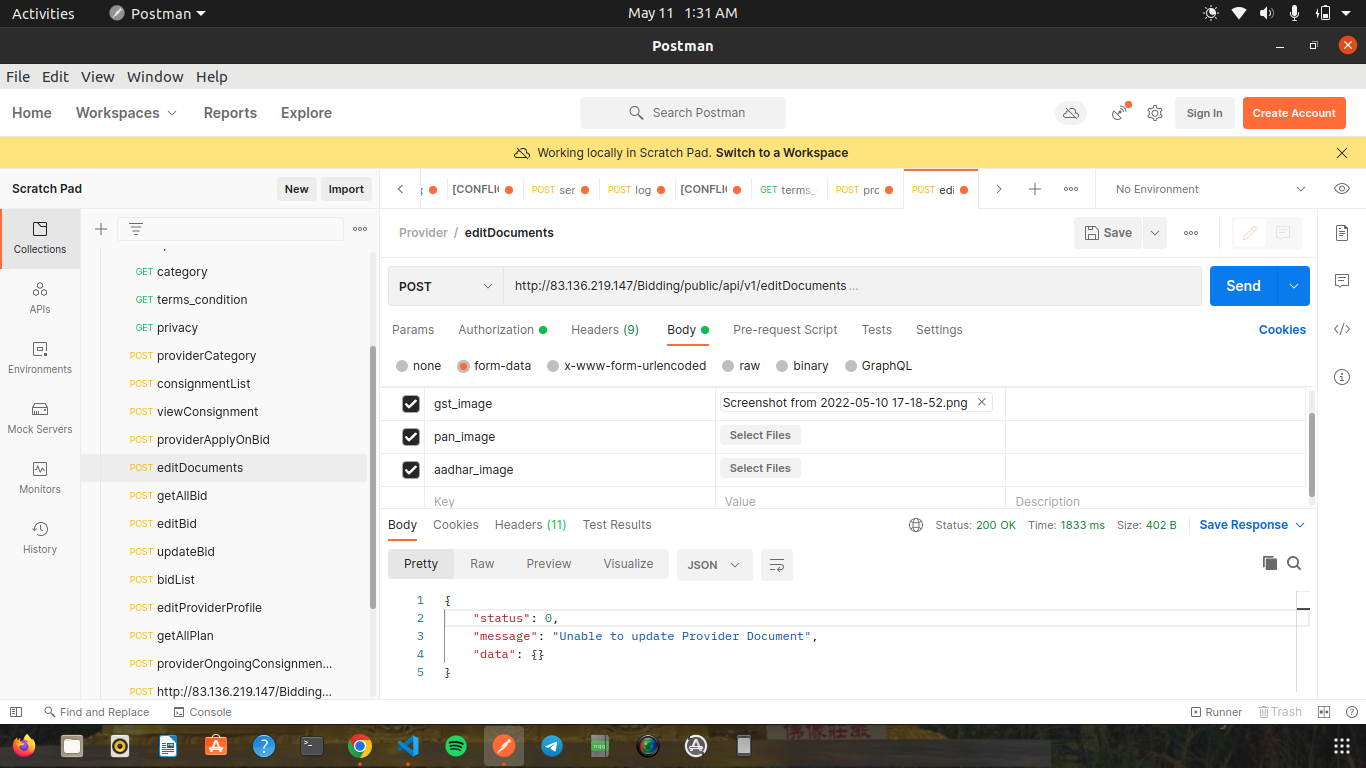 Activities Postman May 11 1:31 AM
Postman
File Edit View Window Help
Home Workspaces Reports Explore Search Postman Sign In Create Account
Working locally in Scratch Pad. Switch to a Workspace
Scratch Pad New Import
[CONFLI POST ser POST log [CONFLI GET terms_ POST pro POST edi No Environment
Provider / editDocuments Save
Collections
APIs
Environments
Mock Servers
Monitors
History
GET category
GET terms_condition
GET privacy
POST providerCategory
POST consignmentList
POST viewConsignment
POST providerApplyOnBid
POST editDocuments
POST getAllBid
POST editBid
POST updateBid
POST bidList
POST editProviderProfile
POST getAllPlan
POST providerOngoingConsignmen...
POST http://83.136.219.147/Bidding...
POST http://83.136.219.147/Bidding/public/api/v1/editDocuments ... Send
Params Authorization Headers (9) Body Pre-request Script Tests Settings Cookies
none form-data x-www-form-urlencoded raw binary GraphQL
gst_image Screenshot from 2022-05-10 17-18-52.png
pan_image Select Files
aadhar_image Select Files
Key Value Description
Body Cookies Headers (11) Test Results Status: 200 OK Time: 1833 ms Size: 402 B Save Response
Pretty Raw Preview Visualize JSON
1 {
2 "status": 0,
3 "message": "Unable to update Provider Document",
4 "data": {}
5 }
Find and Replace Console Runner Trash